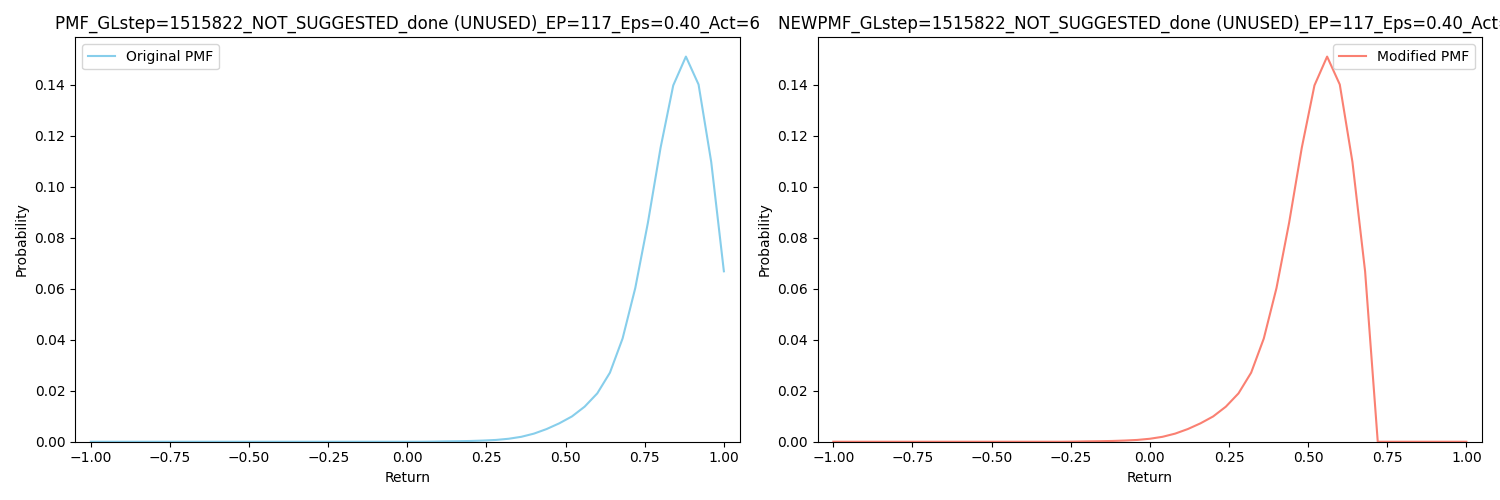 PMF_GLstep=1515822_NOT_SUGGESTED_done (UNUSED)_EP=117_Eps=0.40_Act=6
Original PMF
Probability
0.14
0.12
0.10
0.08
0.06
0.04
0.02
0.00
−1.00 −0.75 −0.50 −0.25 0.00 0.25 0.50 0.75 1.00
Return
NEWPMF_GLstep=1515822_NOT_SUGGESTED_done (UNUSED)_EP=117_Eps=0.40_Act=
Modified PMF
Probability
0.14
0.12
0.10
0.08
0.06
0.04
0.02
0.00
−1.00 −0.75 −0.50 −0.25 0.00 0.25 0.50 0.75 1.00
Return